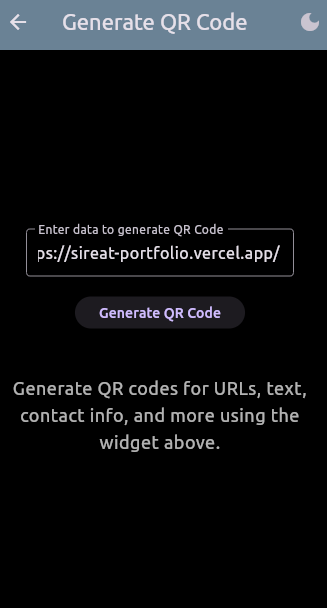 Generate QR Code
Enter data to generate QR Code
ps://sireat-portfolio.vercel.app/
Generate QR Code
Generate QR codes for URLs, text,
contact info, and more using the
widget above.